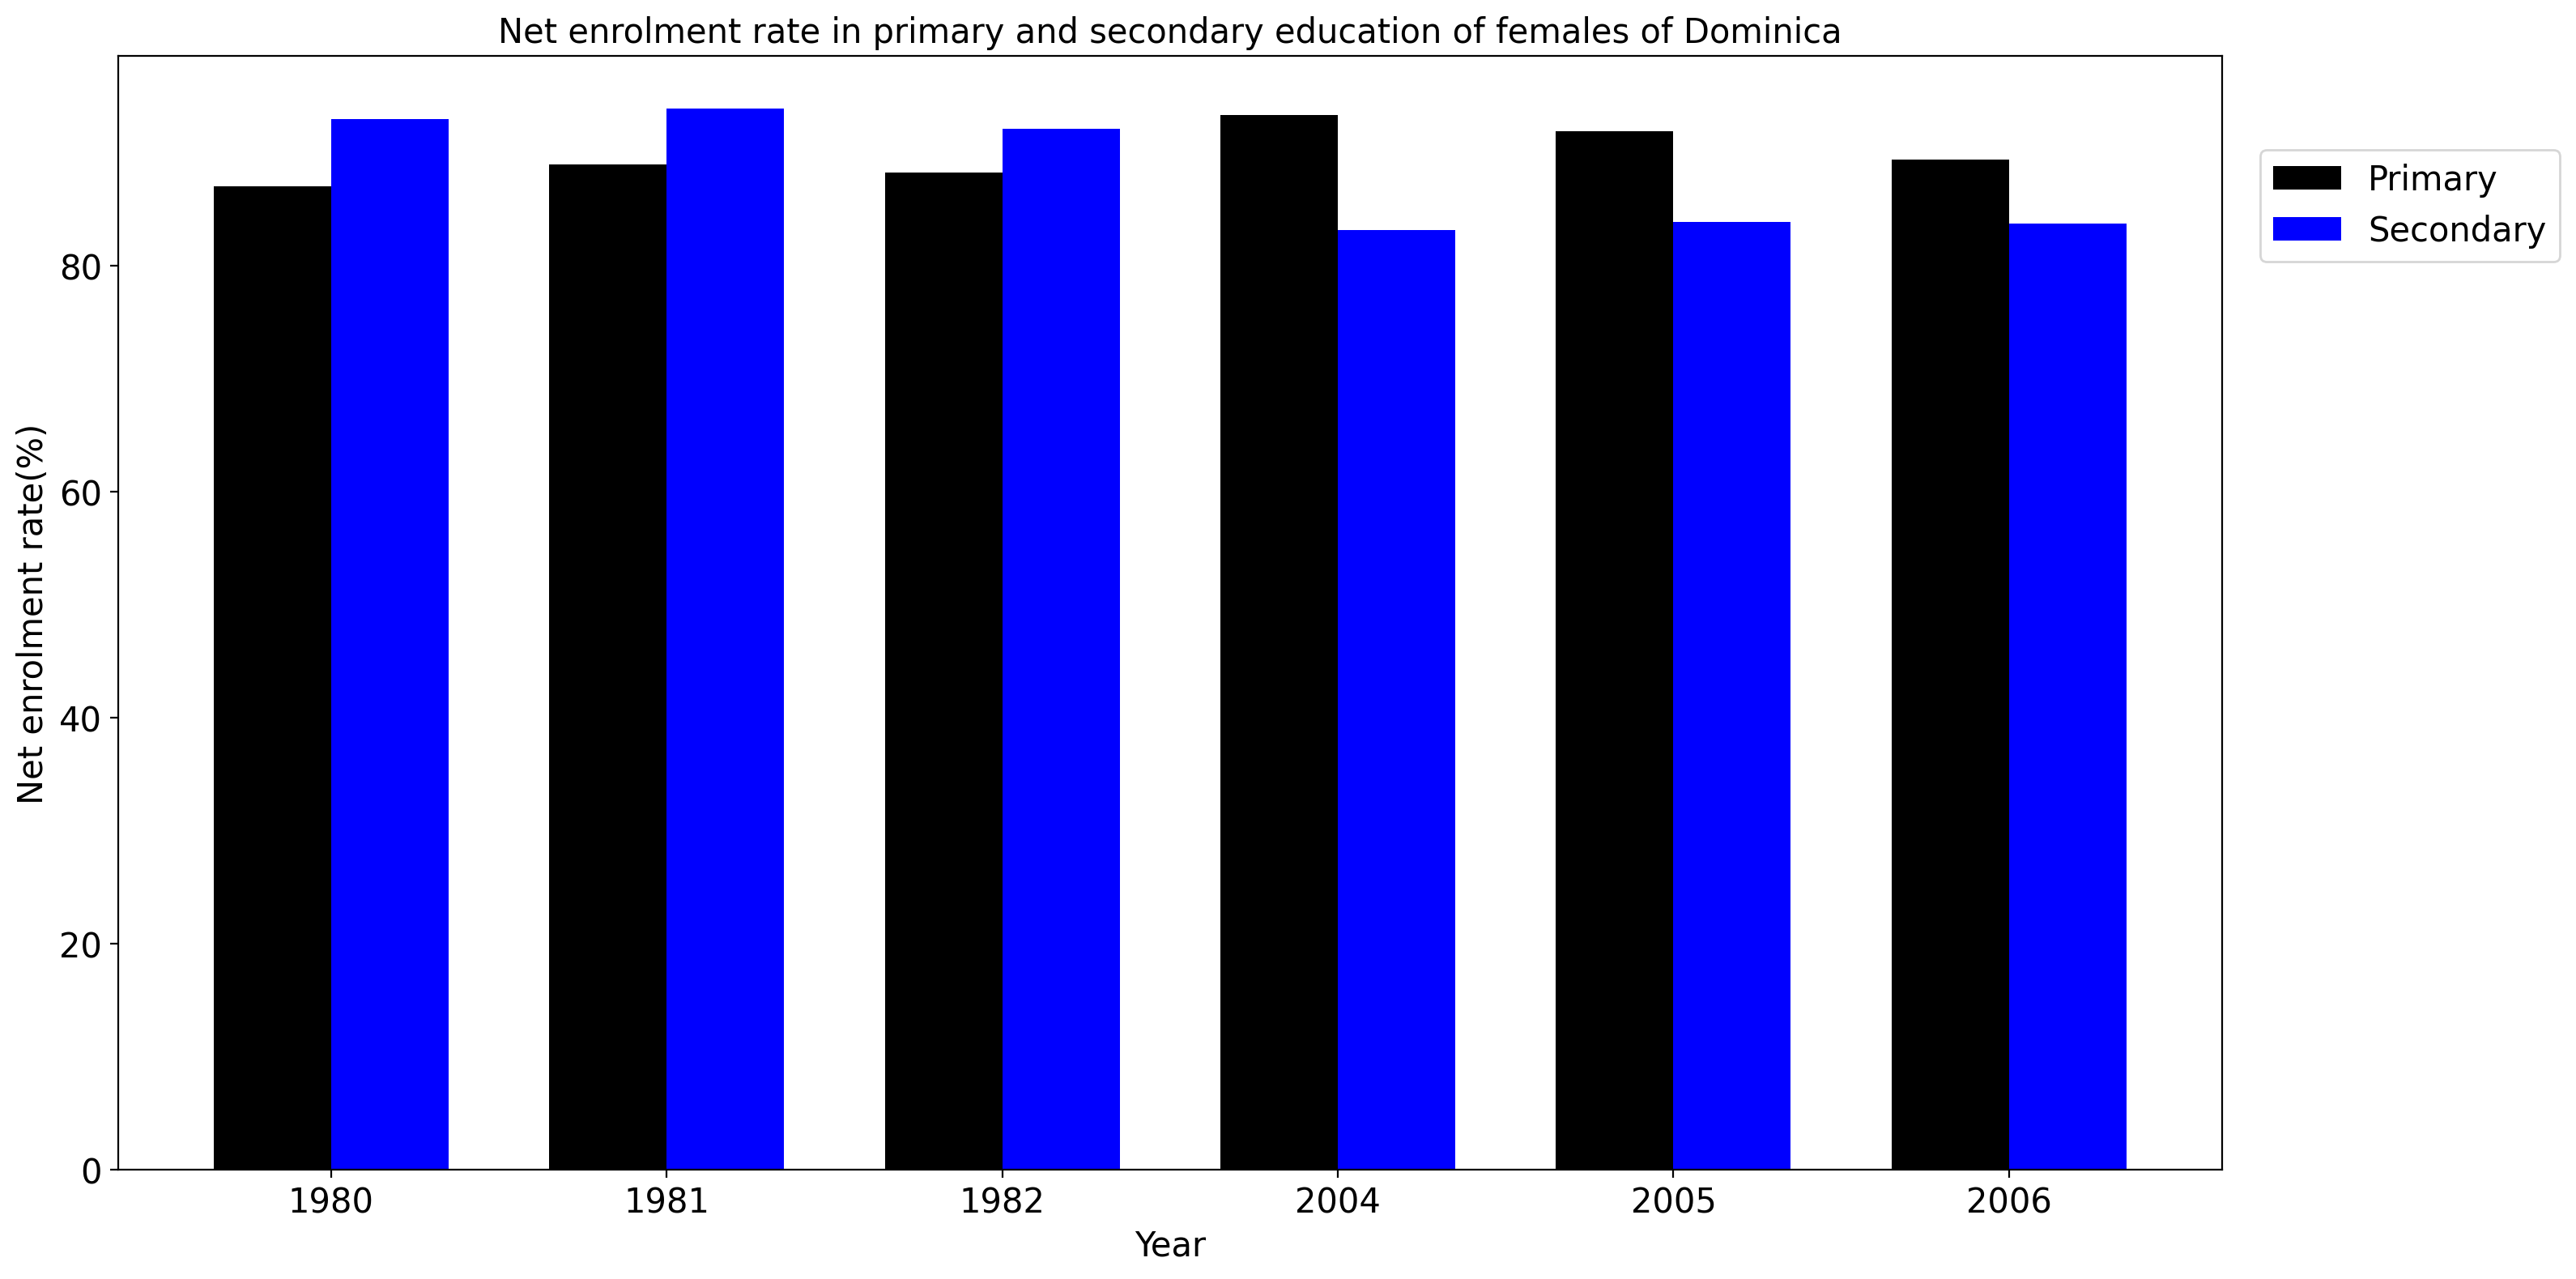 Net enrolment rate in primary and secondary education of females of Dominica
Primary
Secondary
Net enrolment rate(%)
80
60
40
20
0
1980 1981 1982 2004 2005 2006
Year